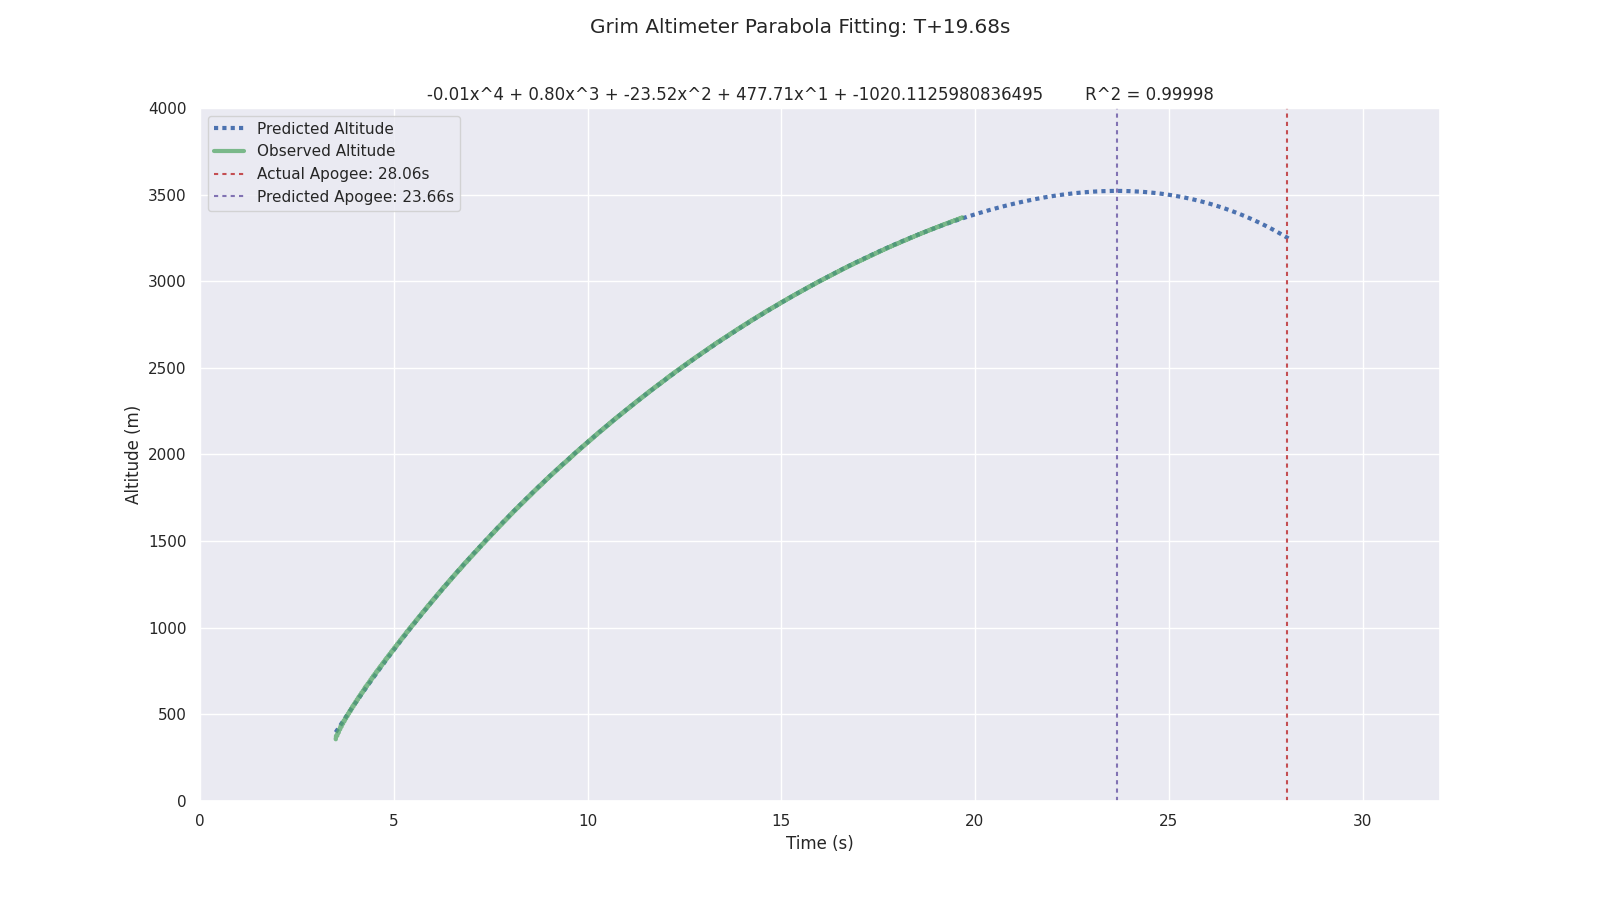 Grim Altimeter Parabola Fitting: T+19.68s
-0.01x^4 + 0.80x^3 + -23.52x^2 + 477.71x^1 + -1020.1125980836495 R^2 = 0.99998
Predicted Altitude
Observed Altitude
Actual Apogee: 28.06s
Predicted Apogee: 23.66s
4000
3500
3000
2500
2000
1500
1000
500
0
Altitude (m)
0 5 10 15 20 25 30
Time (s)